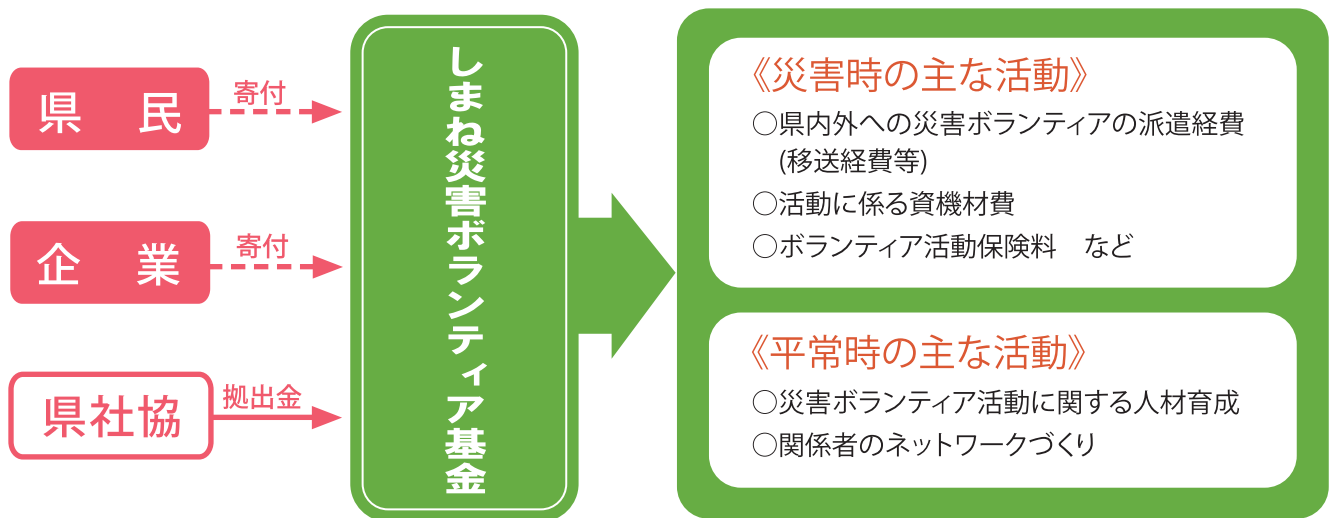 県　民
寄付
企　業
寄付
県社協
拠出金
しまね災害ボランティア基金
《災害時の主な活動》
○県内外への災害ボランティアの派遣経費
(移送経費等)
○活動に係る資機材費
○ボランティア活動保険料　など
《平常時の主な活動》
○災害ボランティア活動に関する人材育成
○関係者のネットワークづくり